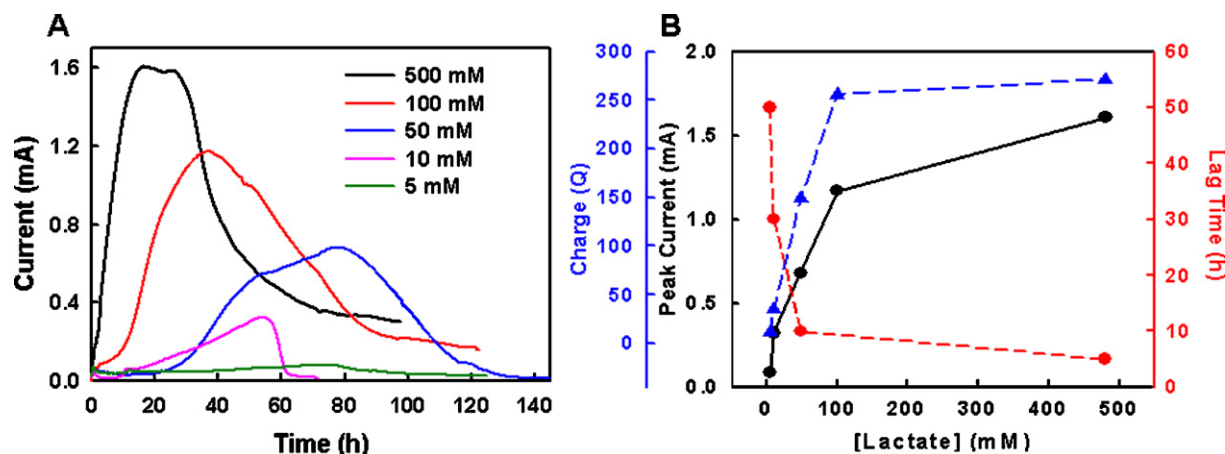 A
Current (mA)
1.6
1.2
0.8
0.4
0.0
500 mM
100 mM
50 mM
10 mM
5 mM
0 20 40 60 80 100 120 140
Time (h)
B
Charge (Q)
300
250
200
150
100
50
0
Peak Current (mA)
2.0
1.5
1.0
0.5
0.0
0 100 200 300 400 500
[Lactate] (mM)
60
50
40
30
20
10
0
Lag Time (h)